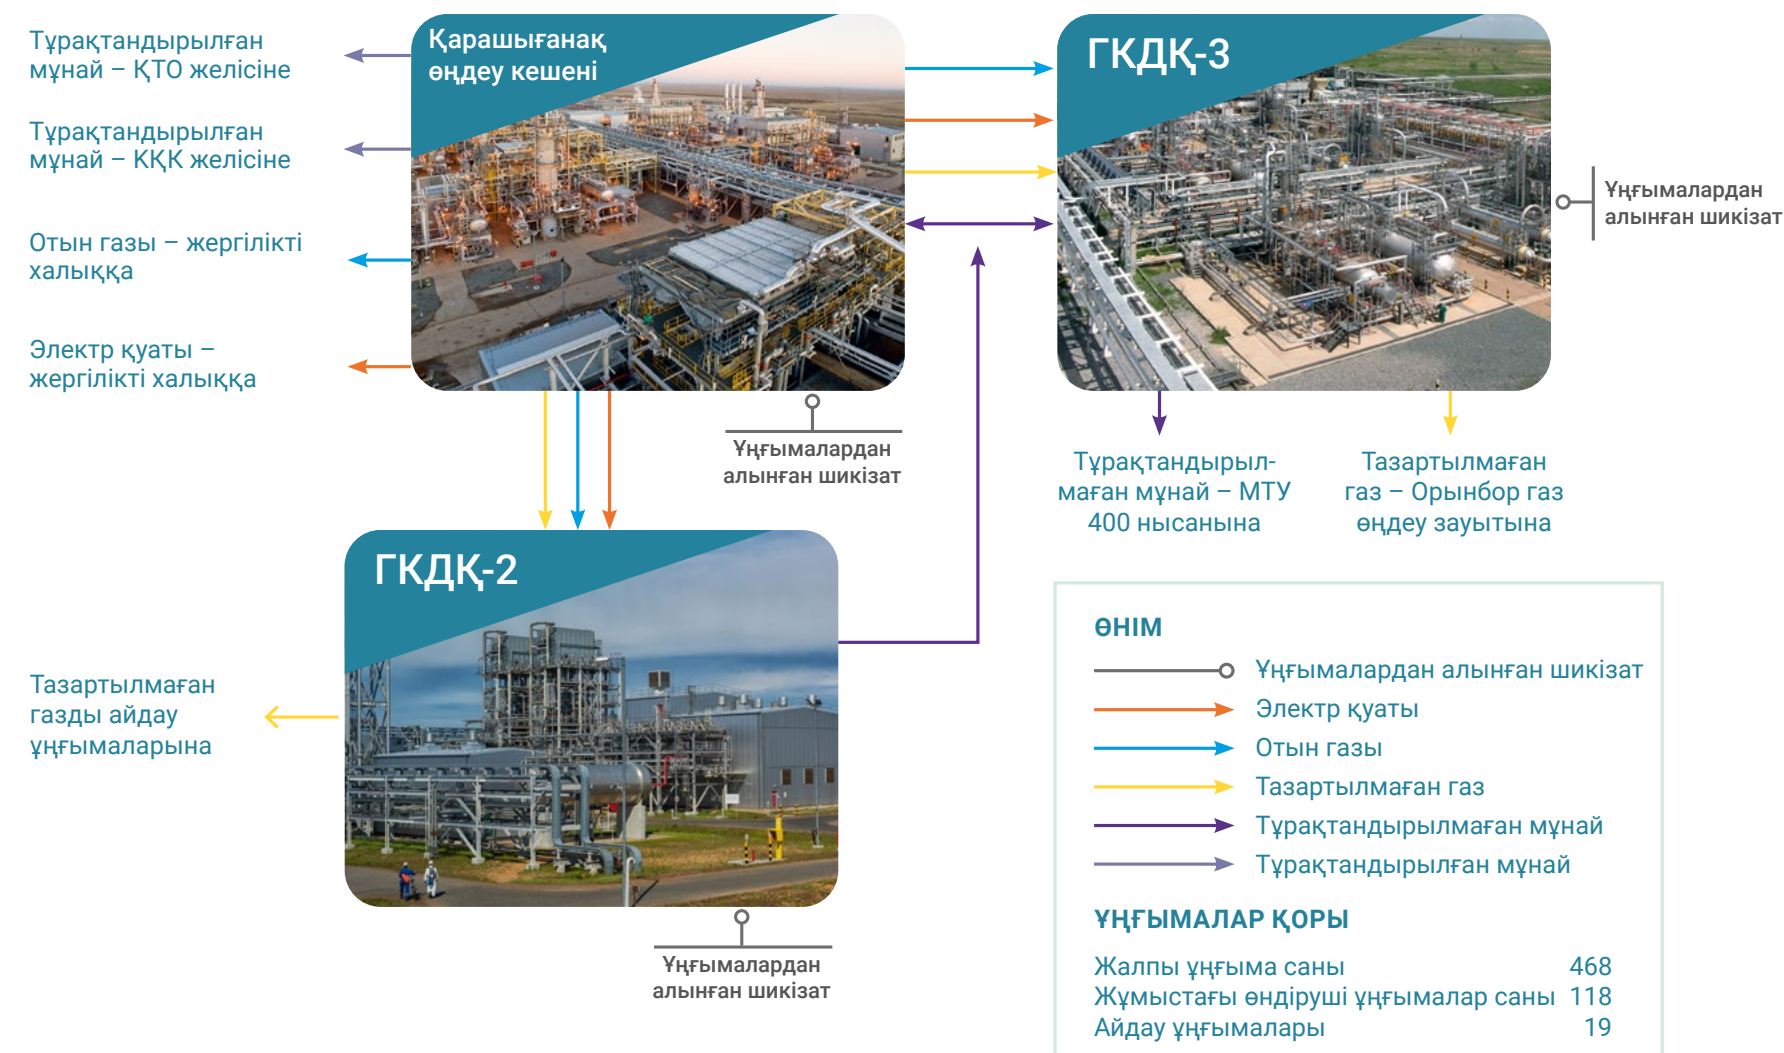 Тұрақтандырылған
мұнай – ҚТО желісіне
Тұрақтандырылған
мұнай – КҚК желісіне
Отын газы – жергілікті
халыққа
Электр қуаты –
жергілікті халыққа
Қарашығанақ
өңдеу кешені
ГКДҚ-3
Ұңғымалардан
алынған шикізат
Ұңғымалардан
алынған шикізат
Тұрақтандырыл-
маған мұнай – МТУ
400 нысанына
Тазартылмаған
газ – Орынбор газ
өңдеу зауытына
ГКДҚ-2
Тазартылмаған
газды айдау
ұңғымаларына
Ұңғымалардан
алынған шикізат
ӨНІМ
Ұңғымалардан алынған шикізат
Электр қуаты
Отын газы
Тазартылмаған газ
Тұрақтандырылмаған мұнай
Тұрақтандырылған мұнай
ҰҢҒЫМАЛАР ҚОРЫ
Жалпы ұңғыма саны 468
Жұмыстағы өндіруші ұңғымалар саны 118
Айдау ұңғымалары 19